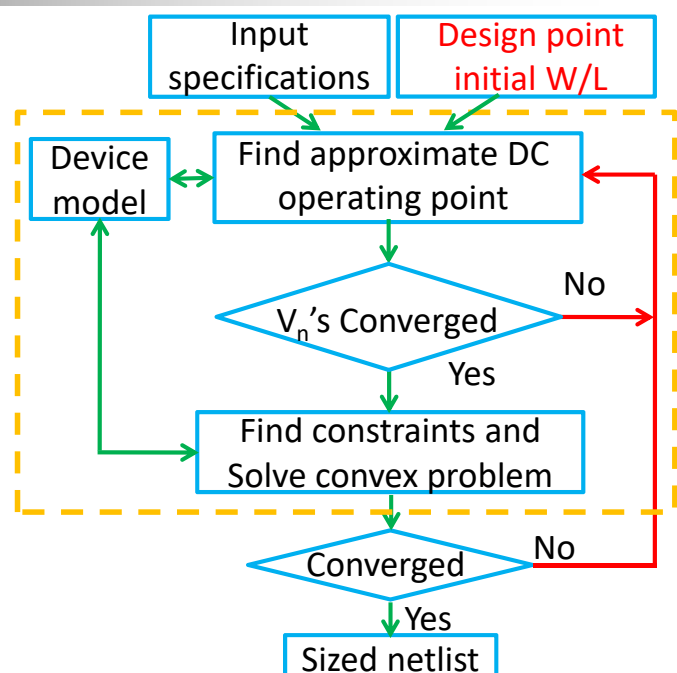 Input
specifications
Design point
initial W/L
Device
model
Find approximate DC
operating point
No
Vₙ’s Converged
Yes
Find constraints and
Solve convex problem
Converged
No
Yes
Sized netlist